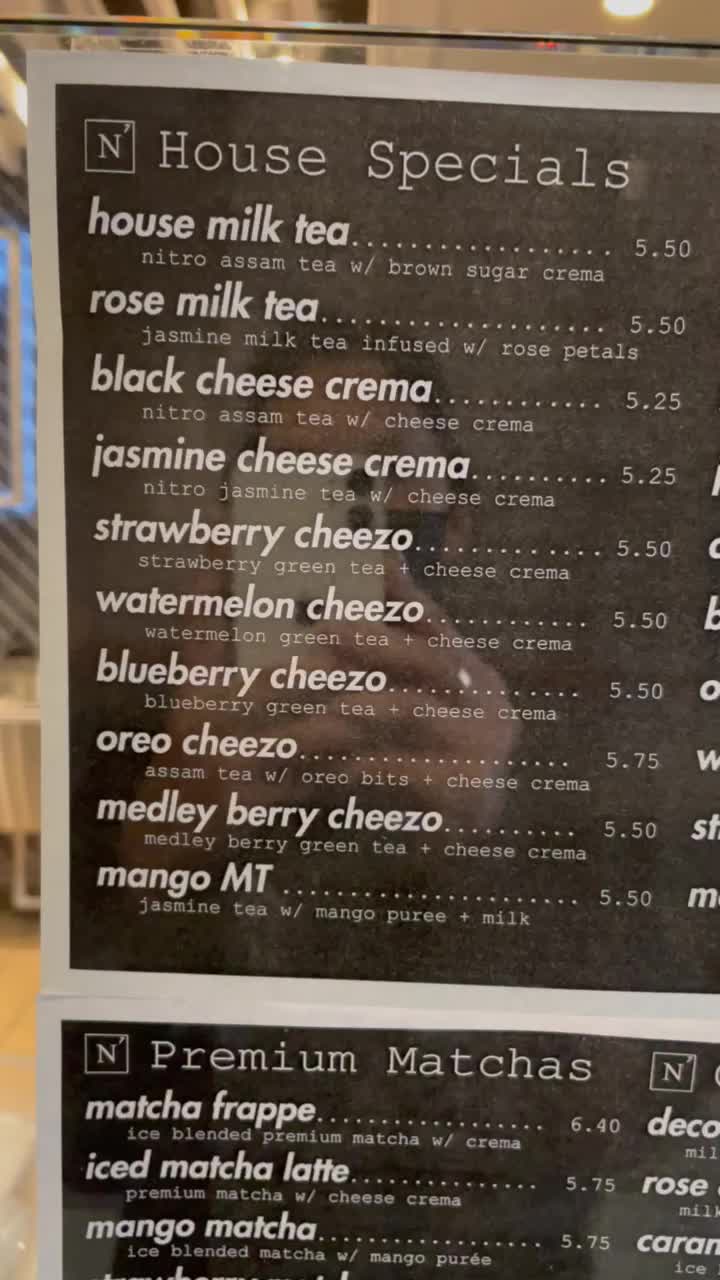 N' House Specials
house milk tea.................. 5.50
nitro assam tea w/ brown sugar crema
rose milk tea.................... 5.50
jasmine milk tea infused w/ rose petals
black cheese crema............ 5.25
nitro assam tea w/ cheese crema
jasmine cheese crema.......... 5.25
nitro jasmine tea w/ cheese crema
strawberry cheezo.............. 5.50
strawberry green tea + cheese crema
watermelon cheezo............ 5.50
watermelon green tea + cheese crema
blueberry cheezo.............. 5.50
blueberry green tea + cheese crema
oreo cheezo.................... 5.75
assam tea w/ oreo bits + cheese crema
medley berry cheezo.......... 5.50
medley berry green tea + cheese crema
mango MT ...................... 5.50
jasmine tea w/ mango puree + milk
N' Premium Matchas
matcha frappe.................. 6.40
ice blended premium matcha w/ crema
iced matcha latte............... 5.75
premium matcha w/ cheese crema
mango matcha.................. 5.75
ice blended matcha w/ mango purée
N'
deco
mil
rose
milk
caram
ice